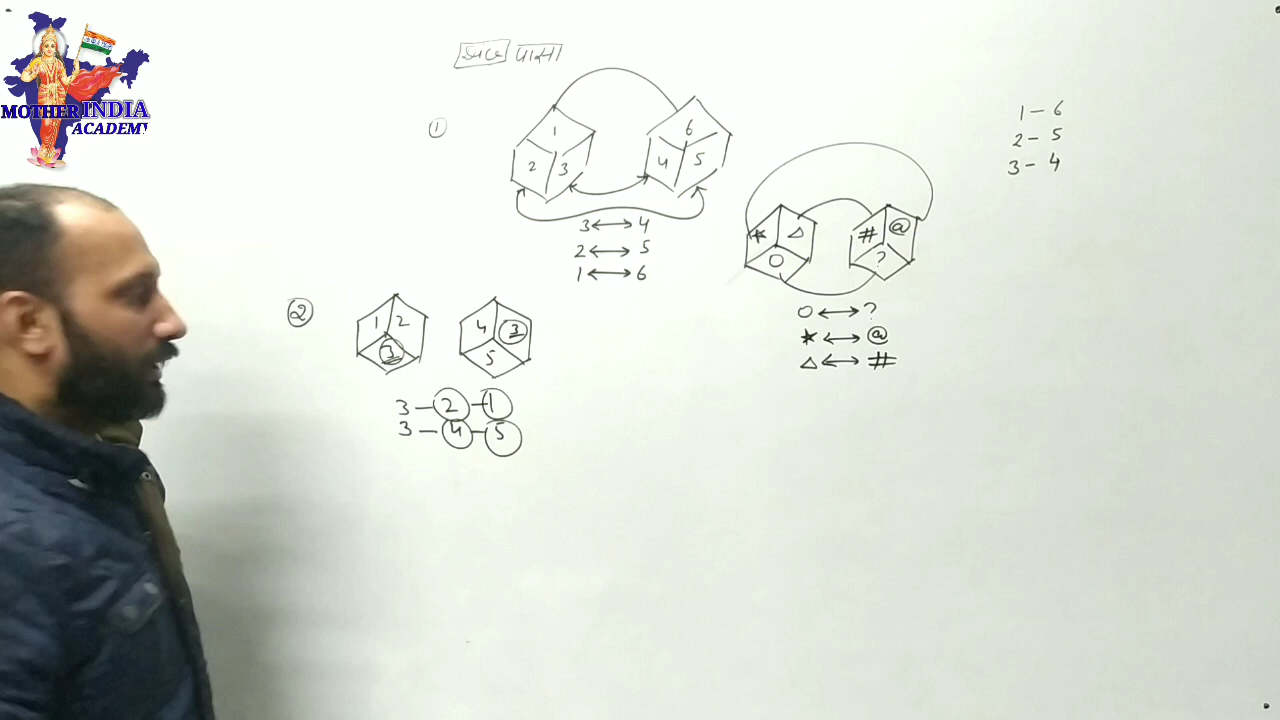 MOTHER INDIA
ACADEMY
पासा
①
1
2 3
6
4 5
3 ↔ 4
2 ↔ 5
1 ↔ 6
* △
O
# @
?
O ↔ ?
★ ↔ @
△ ↔ #
1 – 6
2 – 5
3 – 4
②
1 2
3
4 3
5
3 – 2 – 1
3 – 4 – 5